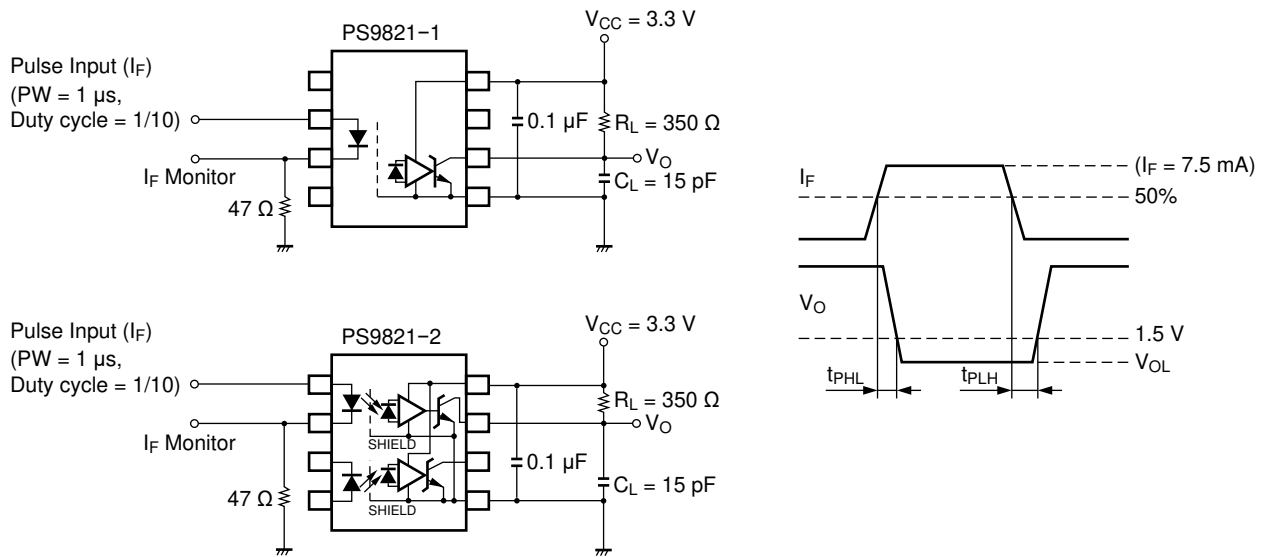 V_CC = 3.3 V
PS9821−1
Pulse Input (I_F)
(PW = 1 μs,
Duty cycle = 1/10)
0.1 μF
R_L = 350 Ω
V_O
I_F Monitor
C_L = 15 pF
47 Ω
I_F
(I_F = 7.5 mA)
50%
V_O
1.5 V
V_OL
t_PHL
t_PLH
V_CC = 3.3 V
PS9821−2
Pulse Input (I_F)
(PW = 1 μs,
Duty cycle = 1/10)
R_L = 350 Ω
V_O
I_F Monitor
SHIELD
0.1 μF
C_L = 15 pF
47 Ω
SHIELD